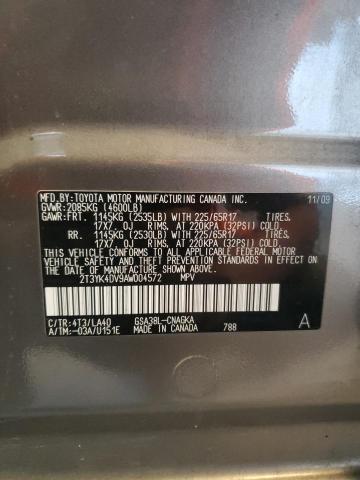 MFD.BY:TOYOTA MOTOR MANUFACTURING CANADA INC. 11/09
GVWR:2085KG (4600LB)
GAWR:FRT. 1145KG (2535LB) WITH 225/65R17 TIRES,
17X7. OJ RIMS, AT 220KPA (32PSI) COLD.
RR. 1145KG (2530LB) WITH 225/65R17 TIRES,
17X7. OJ RIMS, AT 220KPA (32PSI) COLD.
THIS VEHICLE CONFORMS TO ALL APPLICABLE FEDERAL MOTOR
VEHICLE SAFETY AND BUMPER AND THEFT PREVENTION
STANDARDS IN EFFECT ON THE DATE OF MANUFACTURE
SHOWN ABOVE.
2T3YK4DV9AW004572 MPV
C/TR:4T3/LA40 GSA38L-CNAGKA
A/TM:-03A/U151E MADE IN CANADA 788 A